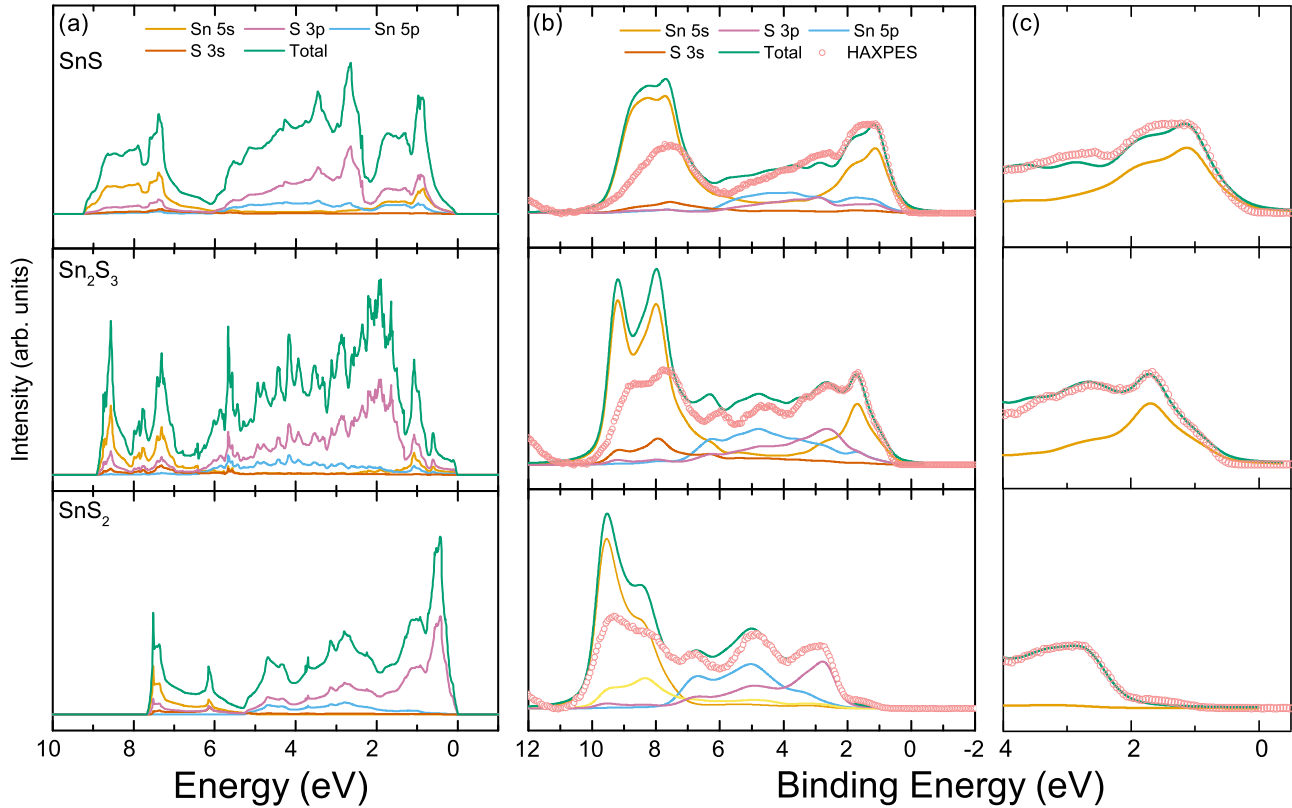 (a) Sn 5s S 3p Sn 5p
S 3s Total
SnS
(b) Sn 5s S 3p Sn 5p
S 3s Total HAXPES
(c)
Sn2S3
SnS2
Intensity (arb. units)
10 8 6 4 2 0
Energy (eV)
12 10 8 6 4 2 0 -2
4 2 0
Binding Energy (eV)